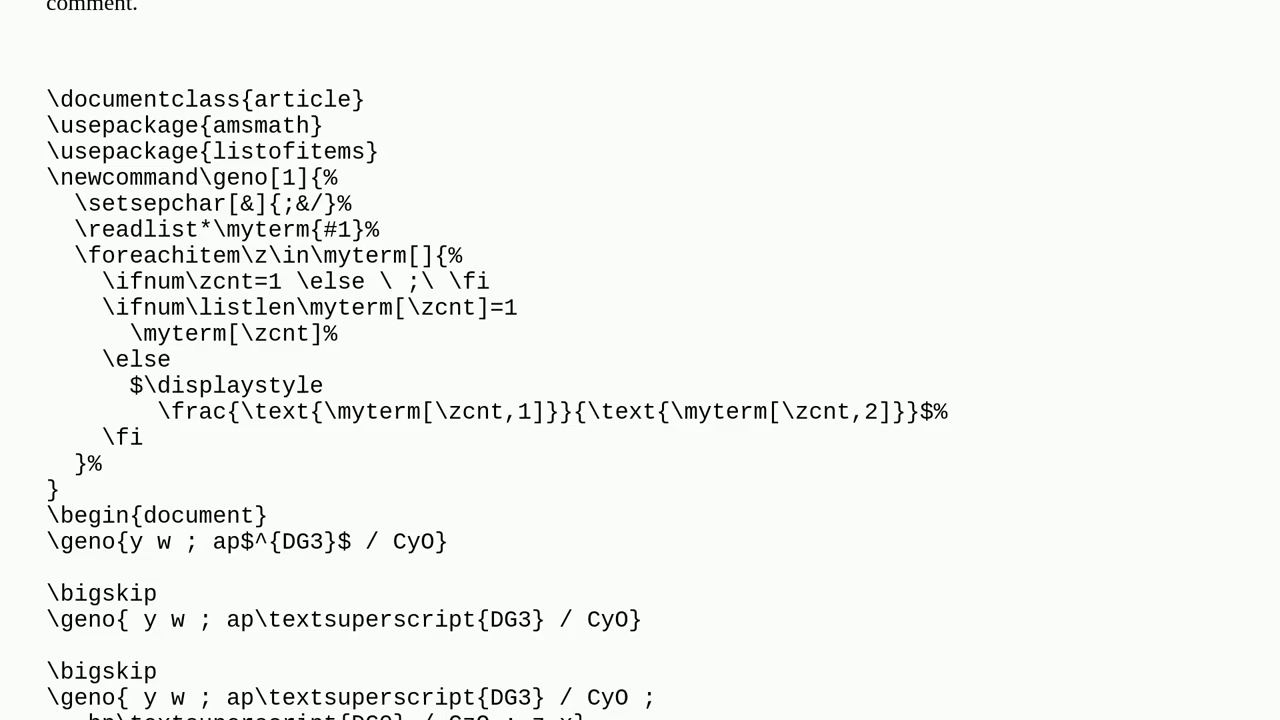 comment.
\documentclass{article}
\usepackage{amsmath}
\usepackage{listofitems}
\newcommand\geno[1]{%
  \setsepchar[&]{;&/}%
  \readlist*\myterm{#1}%
  \foreachitem\z\in\myterm[]{%
    \ifnum\zcnt=1 \else \ ;\ \fi
    \ifnum\listlen\myterm[\zcnt]=1
      \myterm[\zcnt]%
    \else
      $\displaystyle
        \frac{\text{\myterm[\zcnt,1]}}{\text{\myterm[\zcnt,2]}}$%
    \fi
  }%
}
\begin{document}
\geno{y w ; ap$^{DG3}$ / CyO}

\bigskip
\geno{ y w ; ap\textsuperscript{DG3} / CyO}

\bigskip
\geno{ y w ; ap\textsuperscript{DG3} / CyO ;